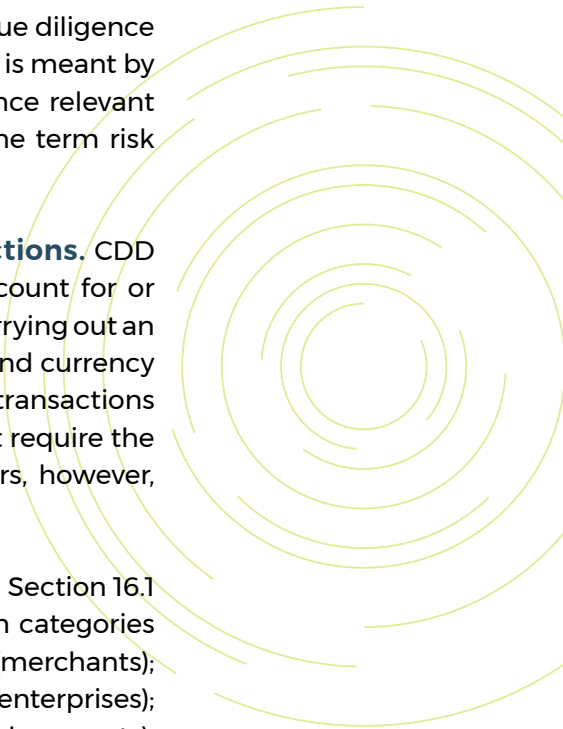 ue diligence
is meant by
nce relevant
he term risk
ctions. CDD
count for or
rrying out an
nd currency
transactions
t require the
rs, however,
Section 16.1
n categories
merchants);
enterprises);